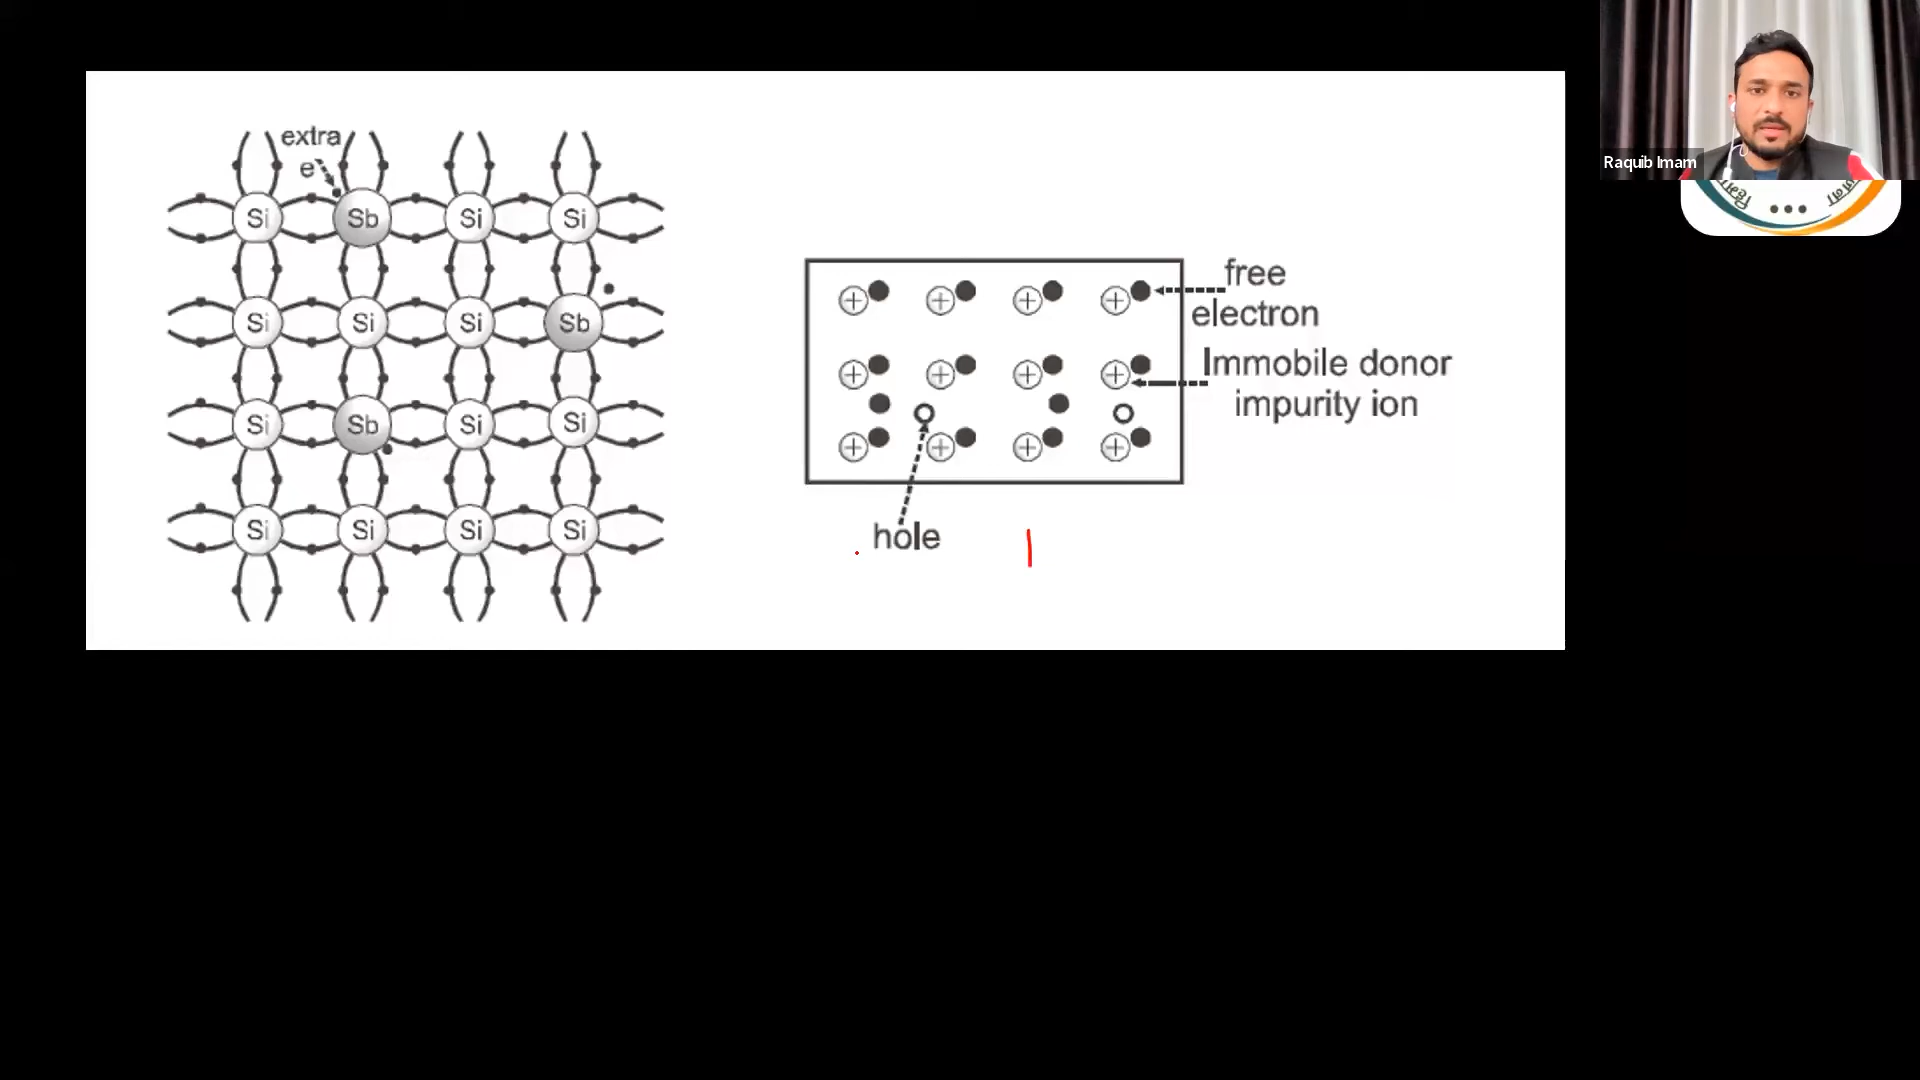 extra
e
Si Sb Si Si
Si Si Si Sb
Si Sb Si Si
Si Si Si Si
free
electron
Immobile donor
impurity ion
hole
Raquib Imam